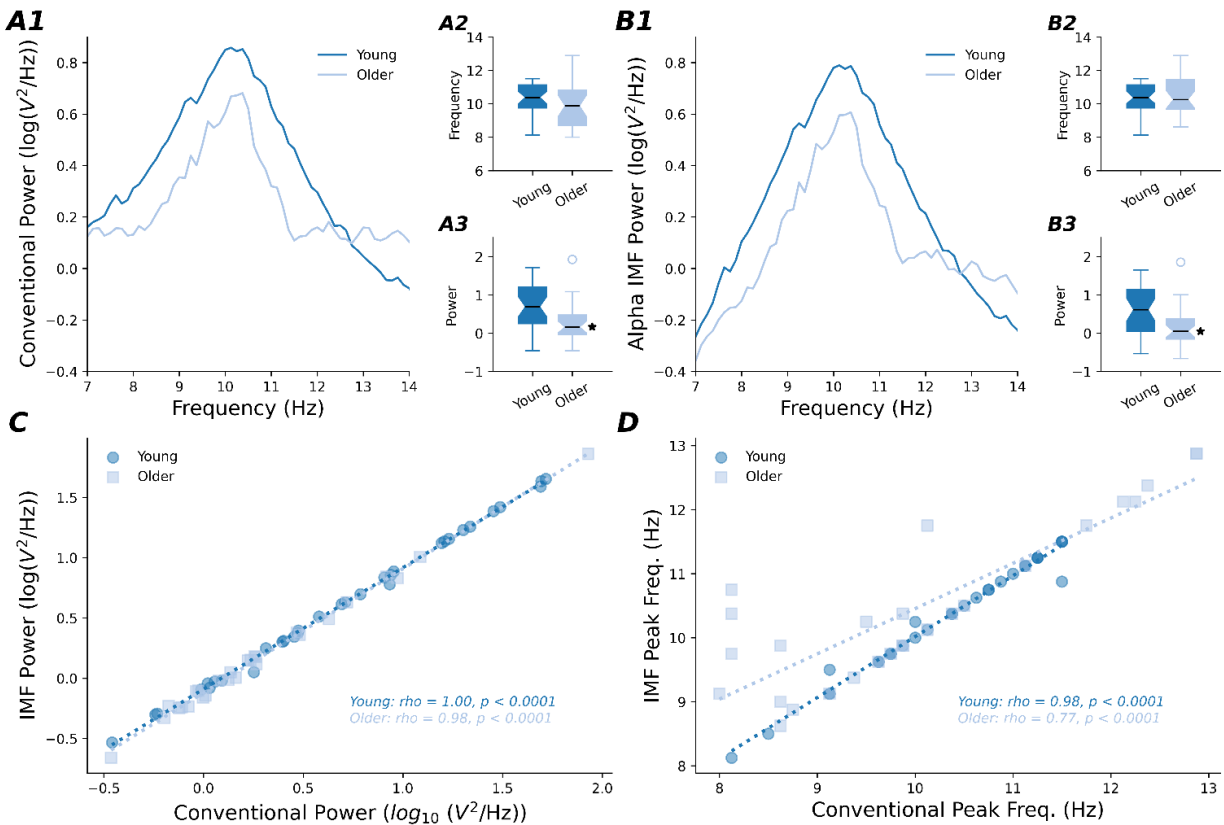 A1
Conventional Power (log(V²/Hz))
0.8
0.6
0.4
0.2
0.0
−0.2
−0.4
7 8 9 10 11 12 13 14
Frequency (Hz)
Young
Older
A2
Frequency
14
12
10
8
6
Young Older
A3
Power
2
1
0
−1
Young Older
B1
Alpha IMF Power (log(V²/Hz))
0.8
0.6
0.4
0.2
0.0
−0.2
−0.4
7 8 9 10 11 12 13 14
Frequency (Hz)
Young
Older
B2
Frequency
14
12
10
8
6
Young Older
B3
Power
2
1
0
−1
Young Older
C
IMF Power (log(V²/Hz))
1.5
1.0
0.5
0.0
−0.5
Young
Older
Young: rho = 1.00, p < 0.0001
Older: rho = 0.98, p < 0.0001
−0.5 0.0 0.5 1.0 1.5 2.0
Conventional Power (log₁₀ (V²/Hz))
D
IMF Peak Freq. (Hz)
13
12
11
10
9
8
Young
Older
Young: rho = 0.98, p < 0.0001
Older: rho = 0.77, p < 0.0001
8 9 10 11 12 13
Conventional Peak Freq. (Hz)